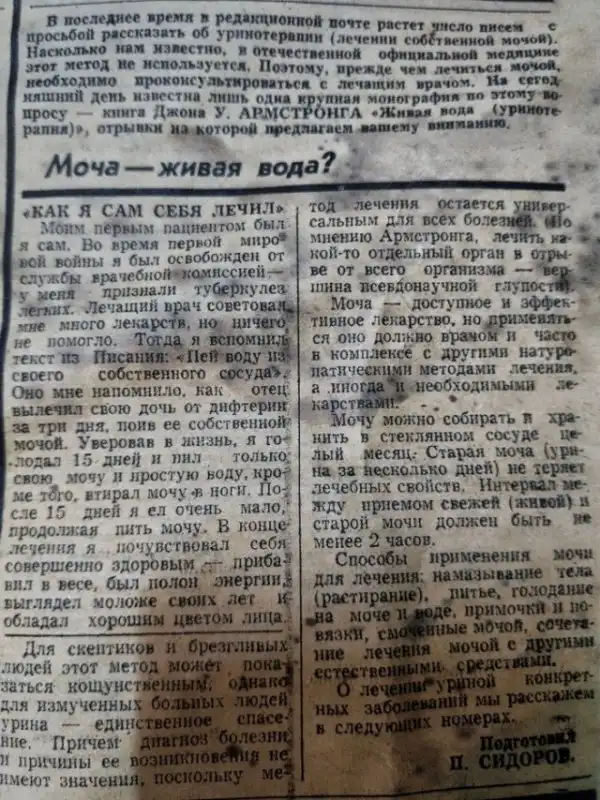 В последнее время в редакционной почте растет число писем с
просьбой рассказать об уринотерапии (лечении собственной мочой).
Насколько нам известно, в отечественной официальной медицине
этот метод не используется. Поэтому, прежде чем лечиться мочой,
необходимо проконсультироваться с лечащим врачом. На сегод-
няшний день известна лишь одна крупная монография по этому во-
просу — книга Джона У. АРМСТРОНГА «Живая вода (урино-
терапия)», отрывки из которой предлагаем вашему вниманию.
Моча — живая вода?
«КАК Я САМ СЕБЯ ЛЕЧИЛ»
Моим первым пациентом был
я сам. Во время первой миро-
вой войны я был освобожден от
службы врачебной комиссией —
у меня признали туберкулез
легких. Лечащий врач советовал
мне много лекарств, но ничего
не помогло. Тогда я вспомнил
текст из Писания: «Пей воду из
своего собственного сосуда».
Оно мне напомнило, как отец
вылечил свою дочь от дифтерии
за три дня, поив ее собственной
мочой. Уверовав в жизнь, я го-
лодал 15 дней и пил только
свою мочу и простую воду, кро-
ме того, втирал мочу в ноги. По-
сле 15 дней я ел очень мало,
продолжая пить мочу. В конце
лечения я почувствовал себя
совершенно здоровым — приба-
вил в весе, был полон энергии,
выглядел моложе своих лет и
обладал хорошим цветом лица.
Для скептиков и брезгливых
людей этот метод может пока-
заться кощунственным, однако
для измученных больных людей
урина — единственное спасе-
ние. Причем диагноз болезни
и причины ее возникновения не
имеют значения, поскольку ме-
тод лечения остается универ-
сальным для всех болезней. (По
мнению Армстронга, лечить ка-
кой-то отдельный орган в отры-
ве от всего организма — вер-
шина псевдонаучной глупости).
Моча — доступное и эффек-
тивное лекарство, но применять-
ся оно должно врачом и часто
в комплексе с другими натуро-
патическими методами лечения,
а иногда и необходимыми ле-
карствами.
Мочу можно собирать и хра-
нить в стеклянном сосуде це-
лый месяц. Старая моча (ури-
на за несколько дней) не теряет
лечебных свойств. Интервал ме-
жду приемом свежей (живой) и
старой мочи должен быть не
менее 2 часов.
Способы применения мочи
для лечения: намазывание тела
(растирание), питье, голодание
на моче и воде, примочки и по-
вязки, смоченные мочой, сочета-
ние лечения мочой с другими
естественными средствами.
О лечении уриной конкрет-
ных заболеваний мы расскажем
в следующих номерах.
Подготовил
П. СИДОРОВ.